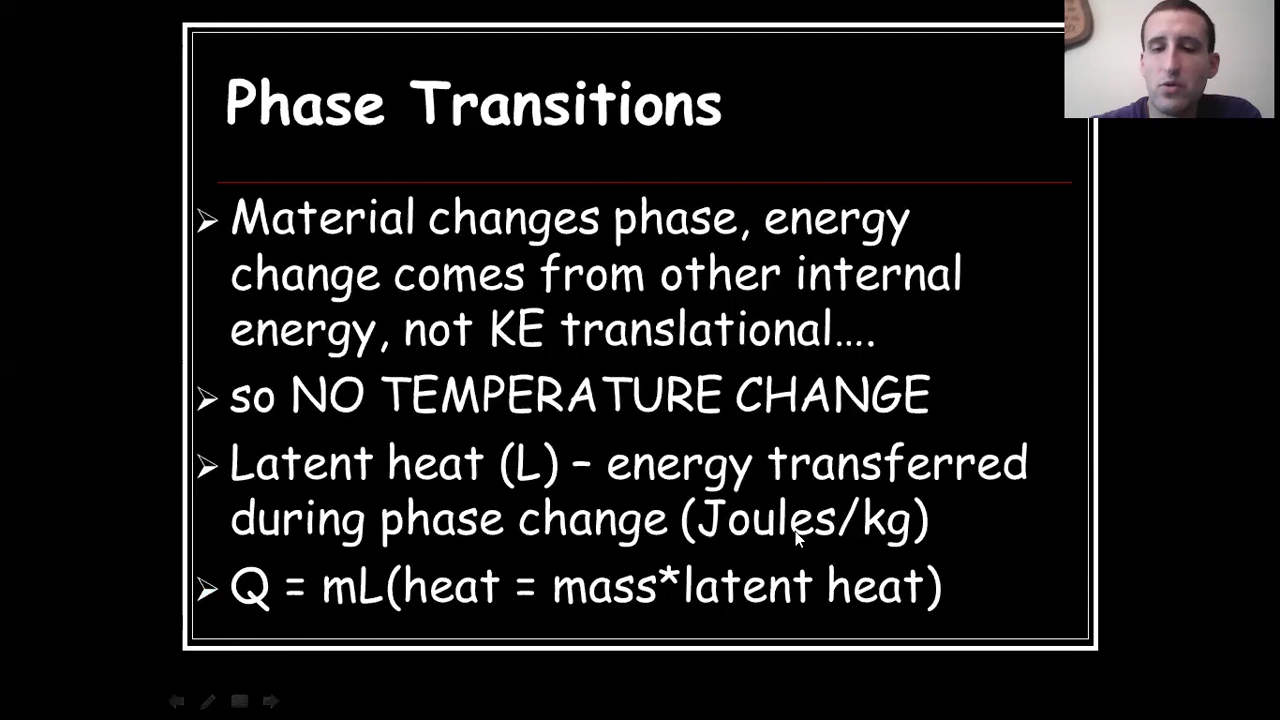 Phase Transitions
Material changes phase, energy
change comes from other internal
energy, not KE translational....
so NO TEMPERATURE CHANGE
Latent heat (L) – energy transferred
during phase change (Joules/kg)
Q = mL(heat = mass*latent heat)